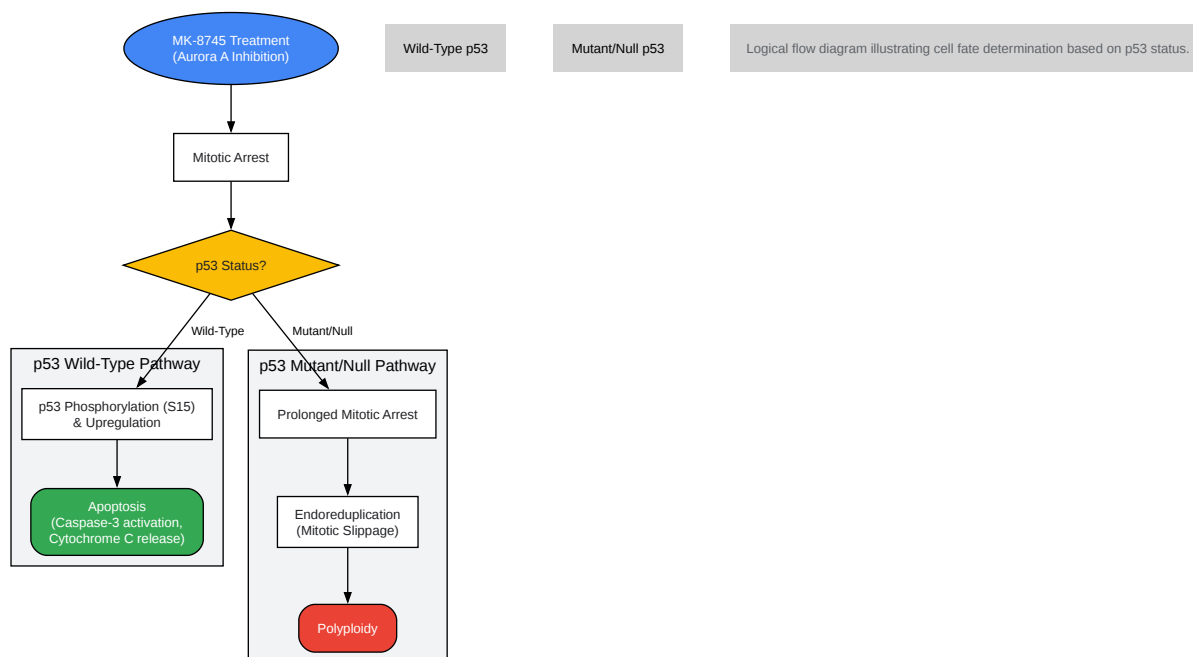 MK-8745 Treatment
(Aurora A Inhibition)
Wild-Type p53
Mutant/Null p53
Logical flow diagram illustrating cell fate determination based on p53 status.
Mitotic Arrest
p53 Status?
Wild-Type
Mutant/Null
p53 Wild-Type Pathway
p53 Phosphorylation (S15)
& Upregulation
Apoptosis
(Caspase-3 activation,
Cytochrome C release)
p53 Mutant/Null Pathway
Prolonged Mitotic Arrest
Endoreduplication
(Mitotic Slippage)
Polyploidy